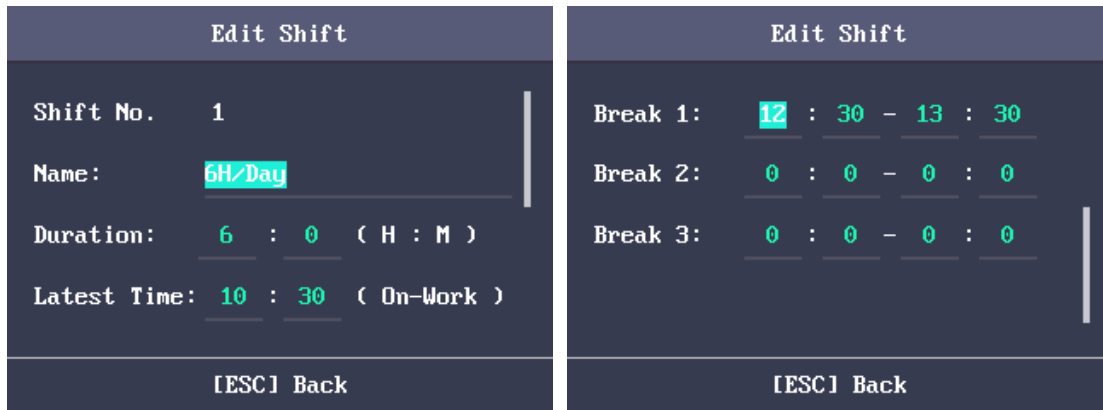 Edit Shift
Shift No. 1
Name: 6H/Day
Duration: 6 : 0 ( H : M )
Latest Time: 10 : 30 ( On-Work )
[ESC] Back
Edit Shift
Break 1: 12 : 30 - 13 : 30
Break 2: 0 : 0 - 0 : 0
Break 3: 0 : 0 - 0 : 0
[ESC] Back